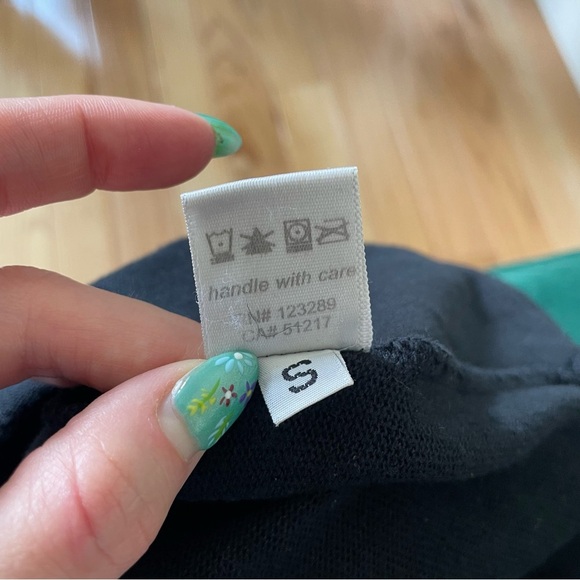 handle with care
RN# 123289
CA# 51217
S